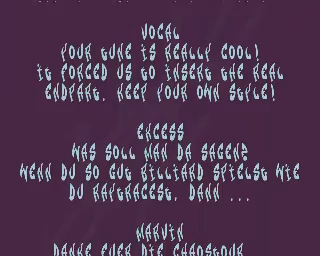 VOCAL
YOUR TUNE IS REALLY COOL!
IT FORCED US TO INSERT THE REAL
ENDPART. KEEP YOUR OWN STYLE!
EXCESS
WAS SOLL MAN DA SAGEN?
WENN DU SO GUT BILLIARD SPIELST WIE
DU RAYTRACEST, DANN ...
MARVIN
DANKE FUER DIE CHAOSTOUR